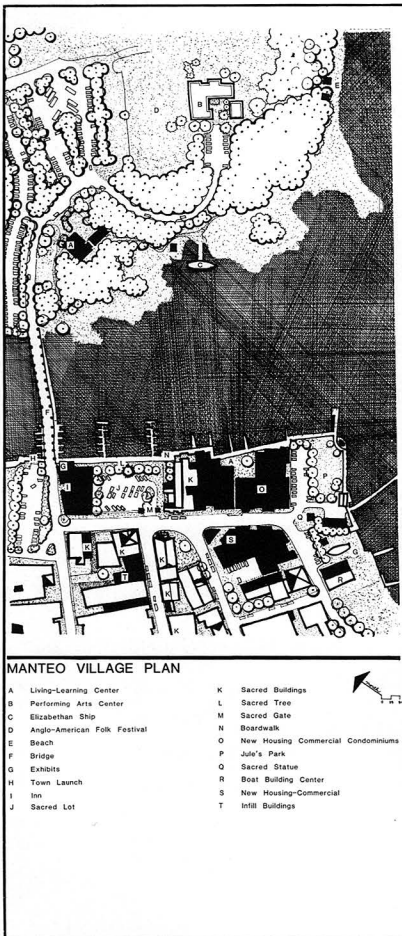 MANTEO VILLAGE PLAN
A Living-Learning Center
B Performing Arts Center
C Elizabethan Ship
D Anglo-American Folk Festival
E Beach
F Bridge
G Exhibits
H Town Launch
I Inn
J Sacred Lot
K Sacred Buildings
L Sacred Tree
M Sacred Gate
N Boardwalk
O New Housing Commercial Condominiums
P Jule's Park
Q Sacred Statue
R Boat Building Center
S New Housing-Commercial
T Infill Buildings
D
B
E
A
C
F
H
G
N
I
J
K
A
O
P
M
K
K
S
T
K
G
R
K